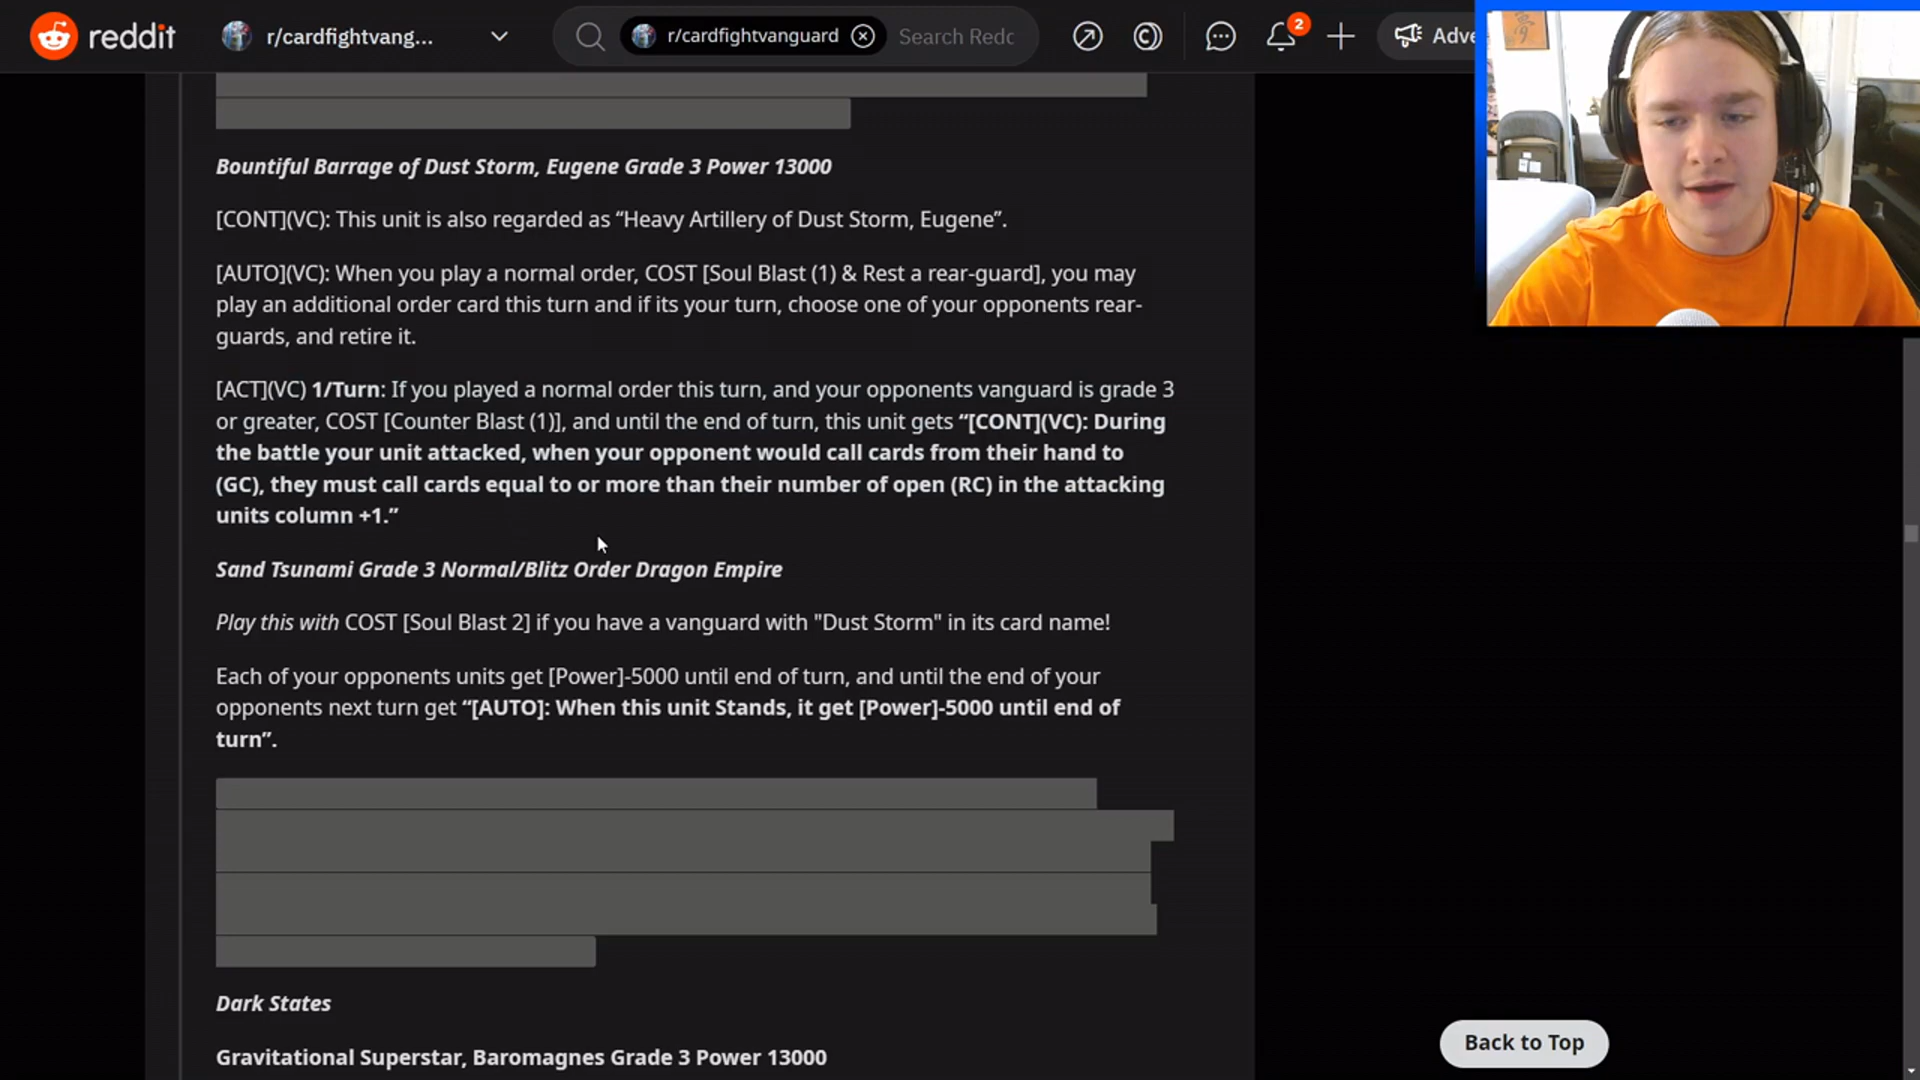 reddit
r/cardfightvang...
r/cardfightvanguard
Search Redc
2
Adve
Bountiful Barrage of Dust Storm, Eugene Grade 3 Power 13000
[CONT](VC): This unit is also regarded as “Heavy Artillery of Dust Storm, Eugene”.
[AUTO](VC): When you play a normal order, COST [Soul Blast (1) & Rest a rear-guard], you may
play an additional order card this turn and if its your turn, choose one of your opponents rear-
guards, and retire it.
[ACT](VC) 1/Turn: If you played a normal order this turn, and your opponents vanguard is grade 3
or greater, COST [Counter Blast (1)], and until the end of turn, this unit gets “[CONT](VC): During
the battle your unit attacked, when your opponent would call cards from their hand to
(GC), they must call cards equal to or more than their number of open (RC) in the attacking
units column +1.”
Sand Tsunami Grade 3 Normal/Blitz Order Dragon Empire
Play this with COST [Soul Blast 2] if you have a vanguard with "Dust Storm" in its card name!
Each of your opponents units get [Power]-5000 until end of turn, and until the end of your
opponents next turn get “[AUTO]: When this unit Stands, it get [Power]-5000 until end of
turn”.
Dark States
Gravitational Superstar, Baromagnes Grade 3 Power 13000
Back to Top